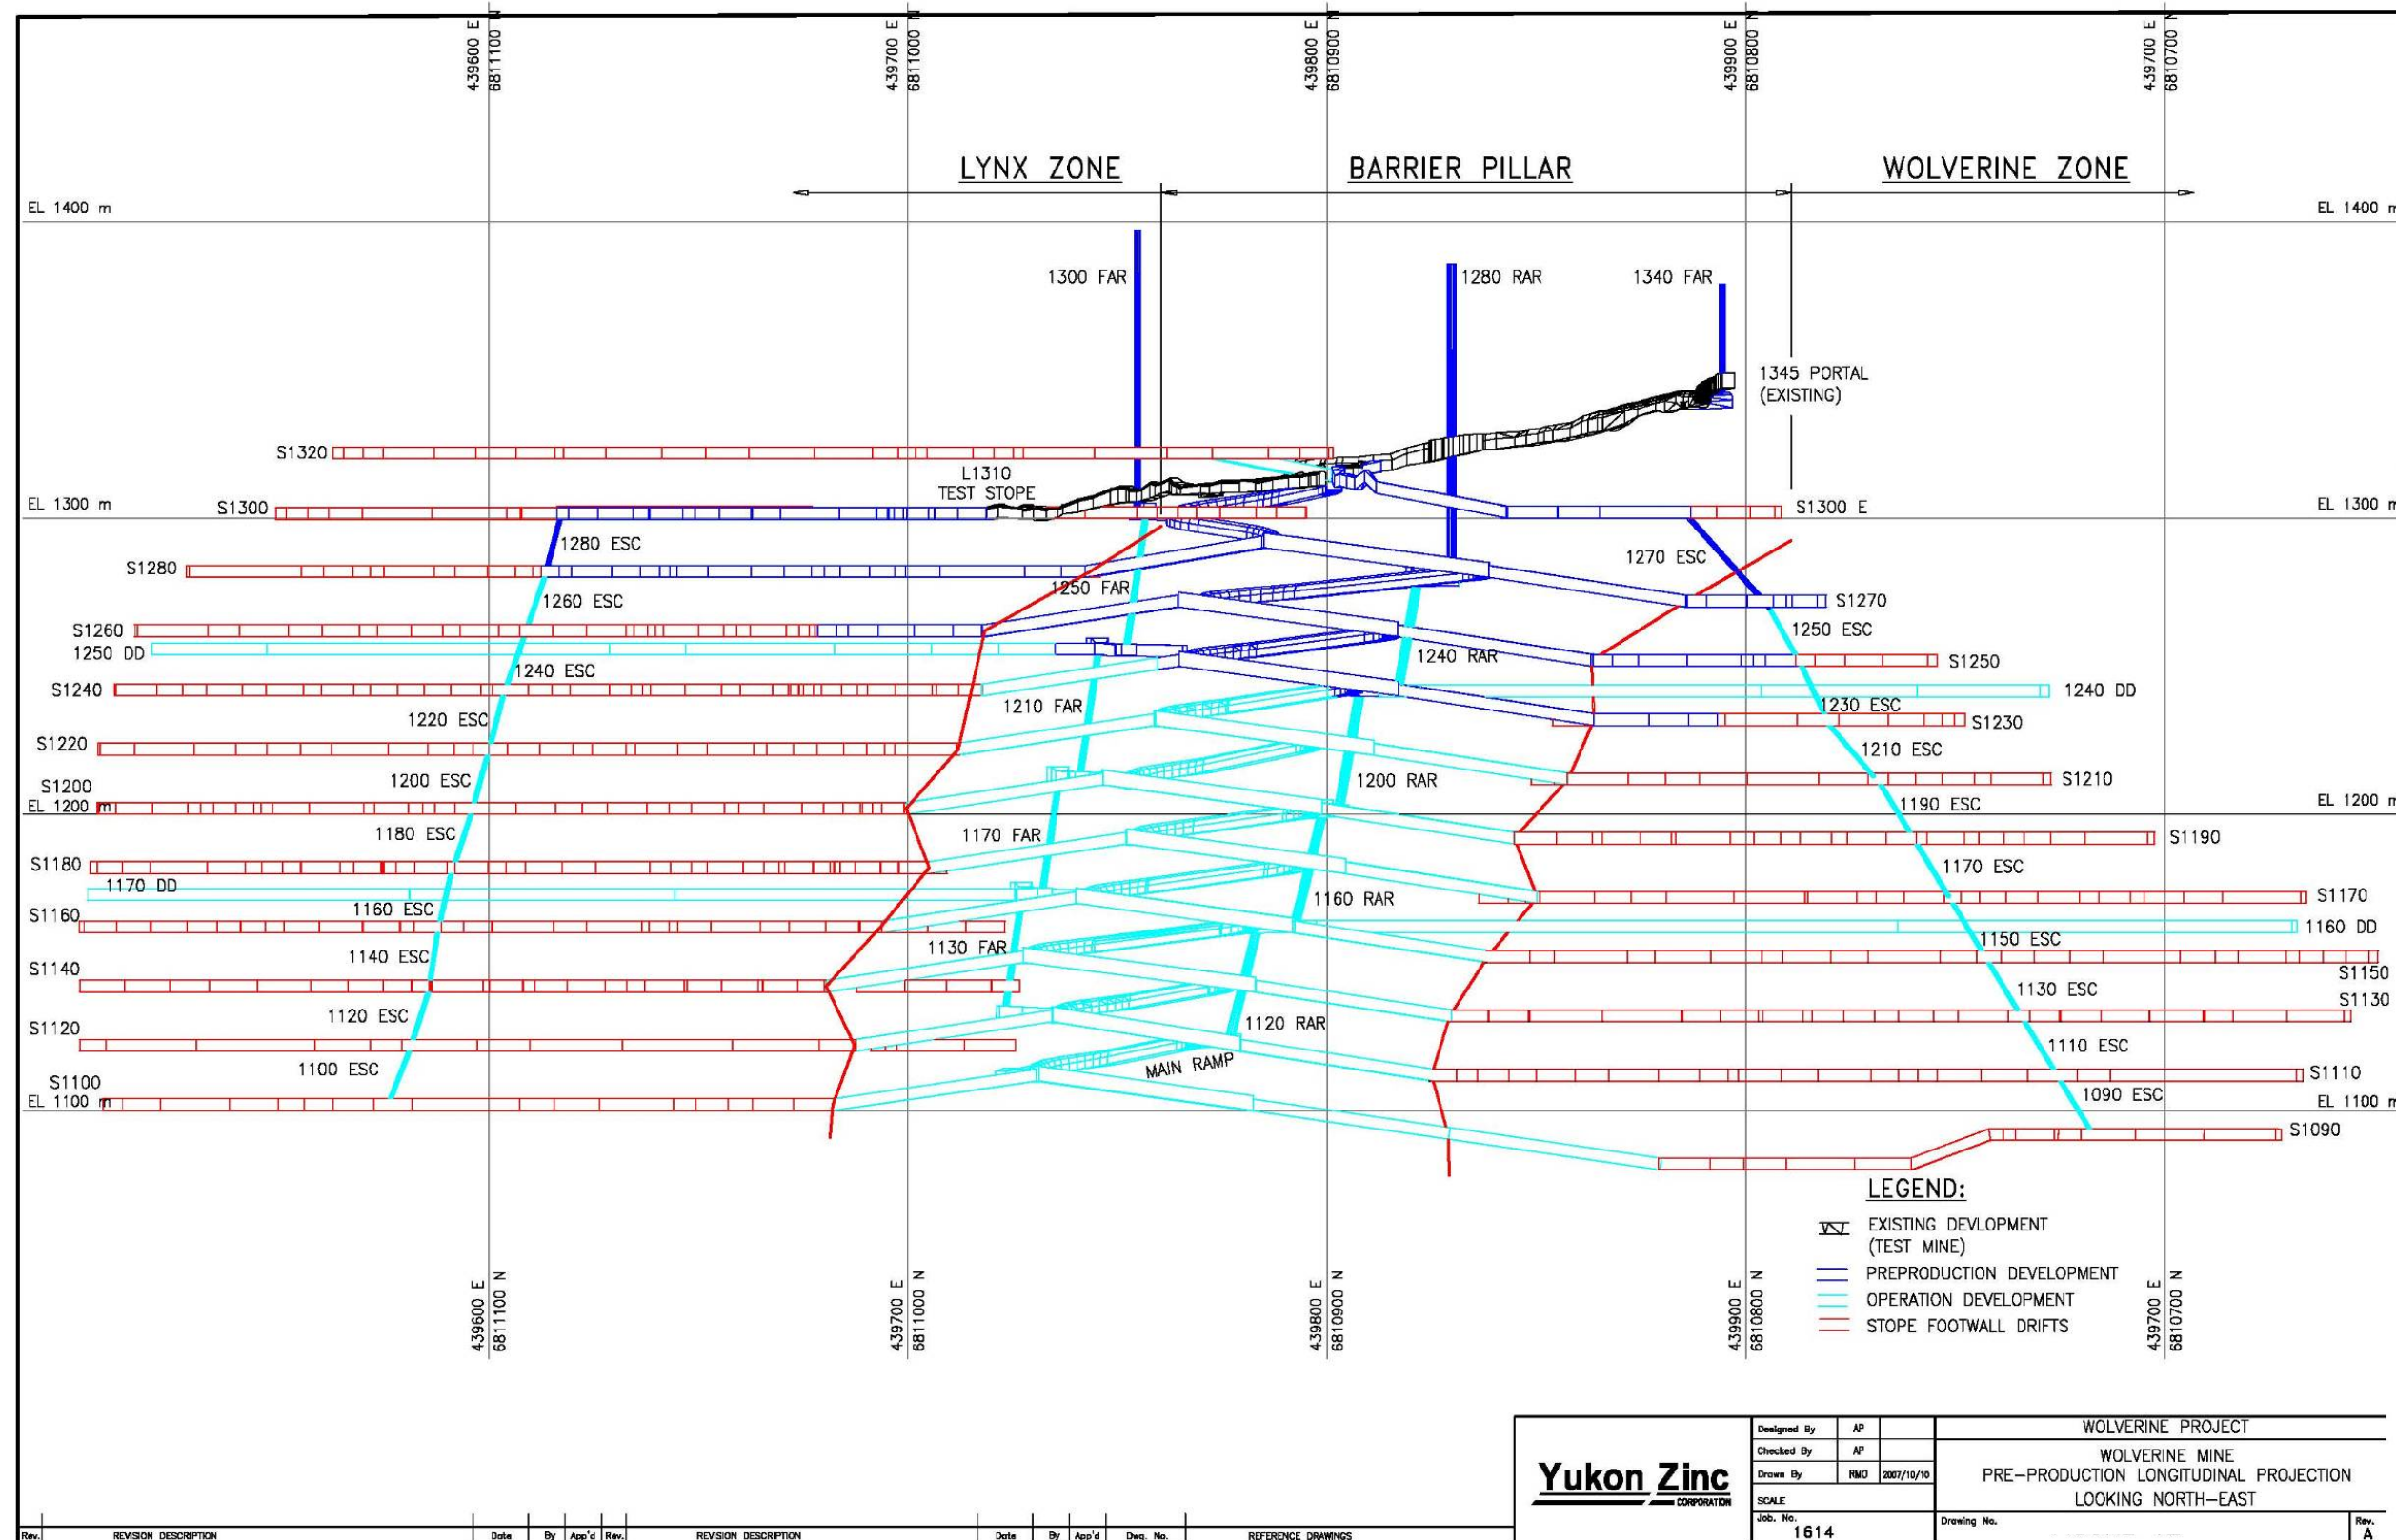 439600 E
6811100 N
439700 E
6811000 N
439800 E
6810900 N
439900 E
6810800 N
439700 E
6810700 N
LYNX ZONE
BARRIER PILLAR
WOLVERINE ZONE
EL 1400 m
EL 1400 m
1300 FAR
1280 RAR
1340 FAR
1345 PORTAL
(EXISTING)
S1320
L1310
TEST STOPE
EL 1300 m
EL 1300 m
S1300
S1300 E
1280 ESC
1270 ESC
S1280
1250 FAR
1260 ESC
S1270
S1260
1250 ESC
1250 DD
1240 ESC
1240 RAR
S1250
S1240
1240 DD
1210 FAR
1230 ESC
1220 ESC
S1230
S1220
1210 ESC
1200 ESC
1200 RAR
S1210
S1200
EL 1200 m
EL 1200 m
1190 ESC
1180 ESC
1170 FAR
S1190
S1180
1170 ESC
1170 DD
1160 RAR
S1170
1160 ESC
S1160
1160 DD
1130 FAR
1150 ESC
1140 ESC
S1140
S1150
1130 ESC
S1130
1120 ESC
1120 RAR
S1120
1110 ESC
MAIN RAMP
1100 ESC
S1110
S1100
1090 ESC
EL 1100 m
EL 1100 m
S1090
LEGEND:
EXISTING DEVLOPMENT
(TEST MINE)
PREPRODUCTION DEVELOPMENT
OPERATION DEVELOPMENT
STOPE FOOTWALL DRIFTS
439600 E
6811100 N
439700 E
6811000 N
439800 E
6810900 N
439900 E
6810800 N
439700 E
6810700 N
Yukon Zinc
CORPORATION
Designed By AP
Checked By AP
Drawn By RMO 2007/10/10
SCALE
Job. No.
1614
WOLVERINE PROJECT
WOLVERINE MINE
PRE-PRODUCTION LONGITUDINAL PROJECTION
LOOKING NORTH-EAST
Drawing No.
Rev.
A
Rev. REVISION DESCRIPTION Date By App'd Rev. REVISION DESCRIPTION Date By App'd Dwg. No. REFERENCE DRAWINGS